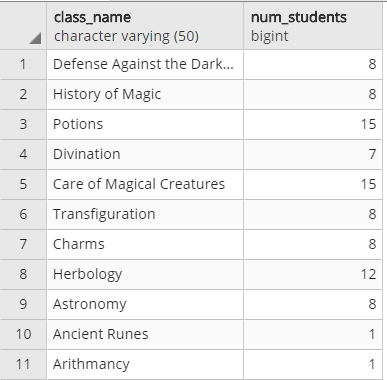 class_name num_students
character varying (50) bigint
1 Defense Against the Dark... 8
2 History of Magic 8
3 Potions 15
4 Divination 7
5 Care of Magical Creatures 15
6 Transfiguration 8
7 Charms 8
8 Herbology 12
9 Astronomy 8
10 Ancient Runes 1
11 Arithmancy 1